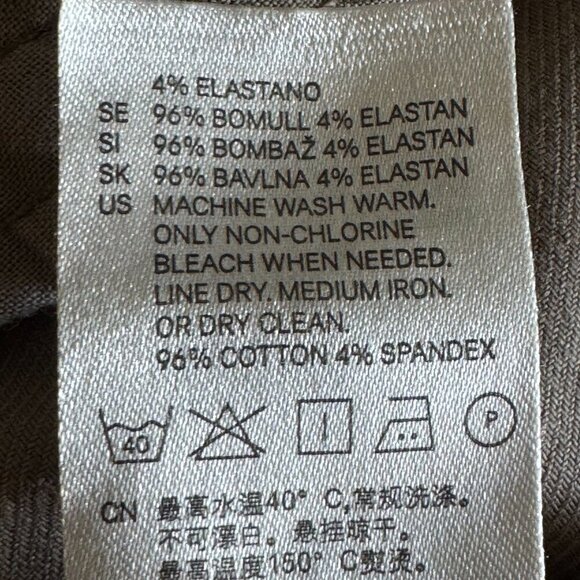 4% ELASTANO
SE 96% BOMULL 4% ELASTAN
SI 96% BOMBAŽ 4% ELASTAN
SK 96% BAVLNA 4% ELASTAN
US MACHINE WASH WARM.
ONLY NON-CHLORINE
BLEACH WHEN NEEDED.
LINE DRY. MEDIUM IRON.
OR DRY CLEAN.
96% COTTON 4% SPANDEX
40 P
CN 最高水温40° C,常规洗涤。
不可漂白。悬挂晾干。
最高温度150° C熨烫。